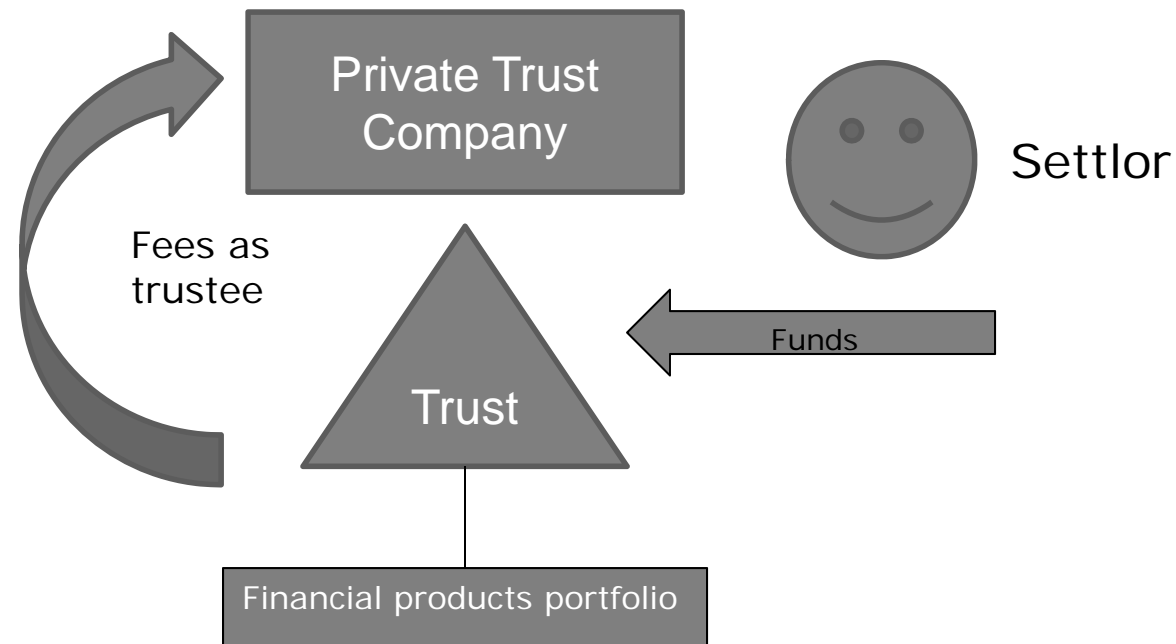 Private Trust
Company
Settlor
Fees as
trustee
Funds
Trust
Financial products portfolio